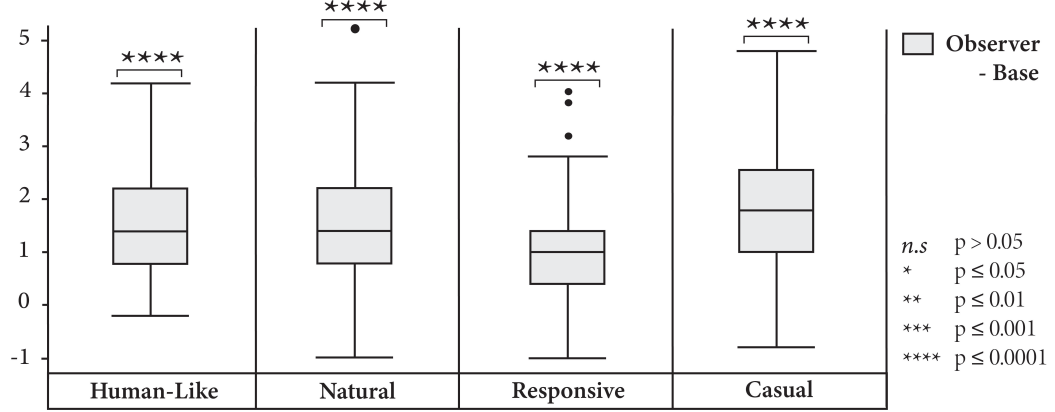 ****
****
****
****
5
4
3
2
1
0
-1
Human-Like
Natural
Responsive
Casual
Observer
- Base
n.s p > 0.05
* p ≤ 0.05
** p ≤ 0.01
*** p ≤ 0.001
**** p ≤ 0.0001